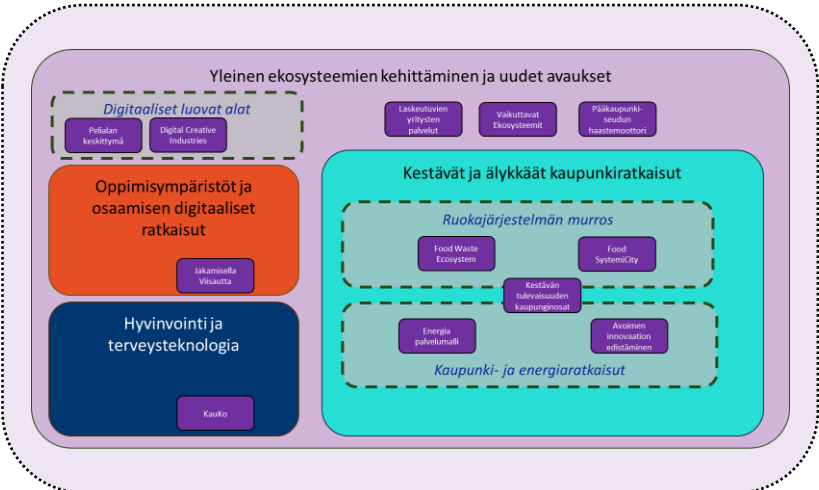 Yleinen ekosysteemien kehittäminen ja uudet avaukset
Digitaaliset luovat alat
Pelialan
keskittymä
Digital Creative
Industries
Laskeutuvien
yritysten
palvelut
Vaikuttavat
Ekosysteemit
Pääkaupunki-
seudun
haastemoottori
Oppimisympäristöt ja
osaamisen digitaaliset
ratkaisut
Jakamisella
Viisautta
Hyvinvointi ja
terveysteknologia
KauKo
Kestävät ja älykkäät kaupunkiratkaisut
Ruokajärjestelmän murros
Food Waste
Ecosystem
Food
SystemiCity
Kestävän
tulevaisuuden
kaupunginosat
Energia
palvelumalli
Avoimen
innovaation
edistäminen
Kaupunki- ja energiaratkaisut